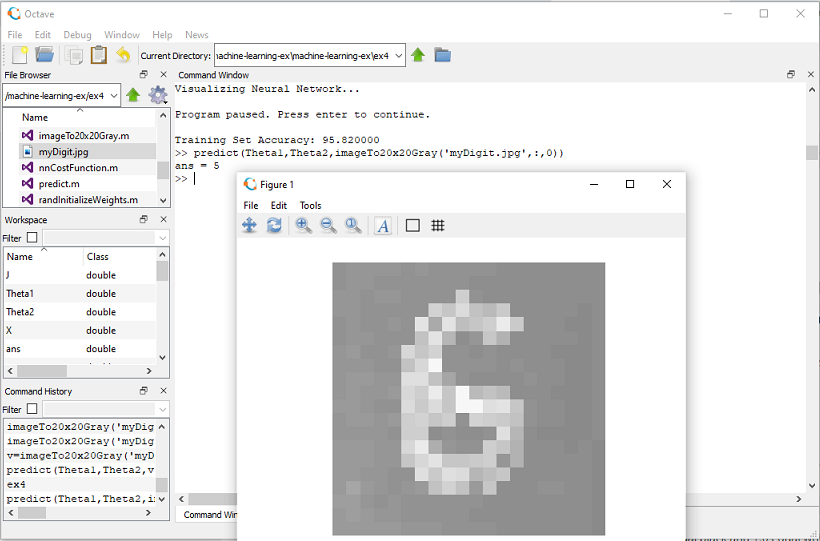 Octave
File Edit Debug Window Help News
Current Directory: achine-learning-ex\machine-learning-ex\ex4
File Browser
/machine-learning-ex/ex4
Name
imageTo20x20Gray.m
myDigit.jpg
nnCostFunction.m
predict.m
randInitializeWeights.m
Workspace
Filter
Name Class
J double
Theta1 double
Theta2 double
X double
ans double
Command History
Filter
imageTo20x20Gray('myDig
imageTo20x20Gray('myDig
v=imageTo20x20Gray('myD
predict(Theta1,Theta2,v
ex4
predict(Theta1,Theta2,i
Command Window
Visualizing Neural Network...
Program paused. Press enter to continue.
Training Set Accuracy: 95.820000
>> predict(Theta1,Theta2,imageTo20x20Gray('myDigit.jpg',:,0))
ans = 5
>>
Command Win
Figure 1
File Edit Tools
A
6